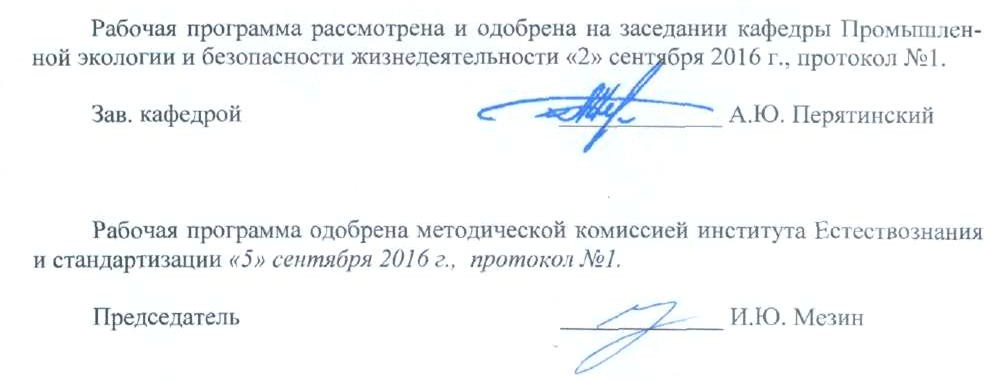 Рабочая программа рассмотрена и одобрена на заседании кафедры Промышлен-
ной экологии и безопасности жизнедеятельности «2» сентября 2016 г., протокол №1.
Зав. кафедрой А.Ю. Перятинский
Рабочая программа одобрена методической комиссией института Естествознания
и стандартизации «5» сентября 2016 г., протокол №1.
Председатель И.Ю. Мезин